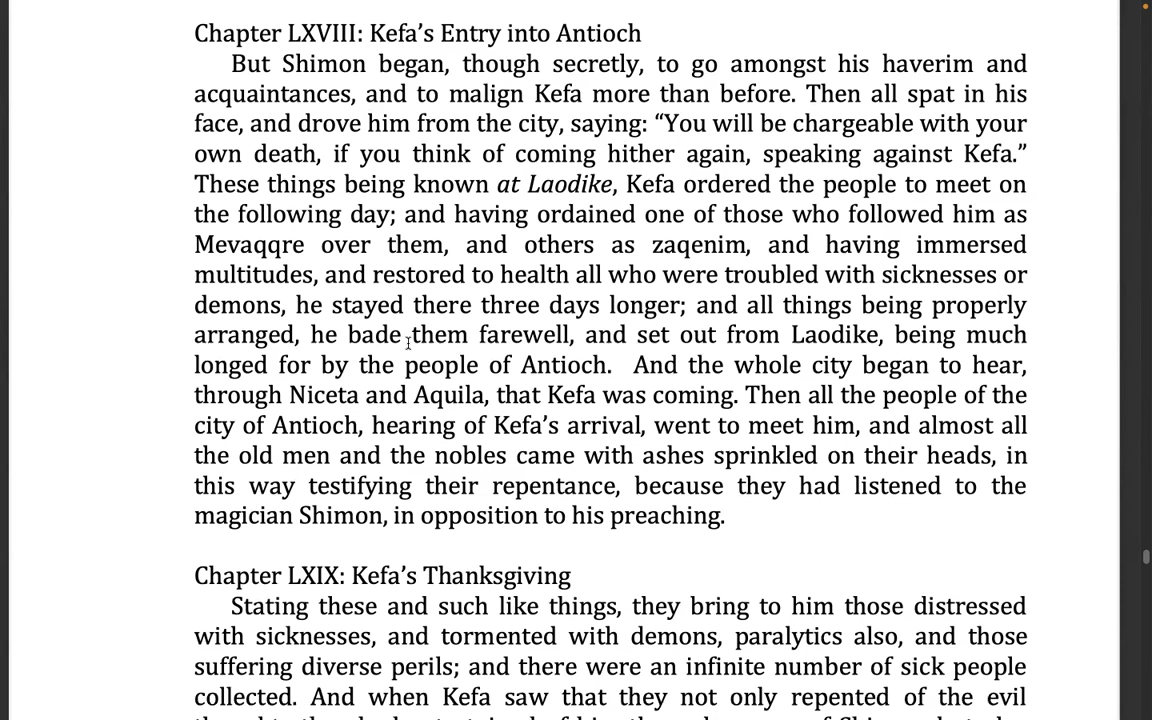 Chapter LXVIII: Kefa’s Entry into Antioch
But Shimon began, though secretly, to go amongst his haverim and
acquaintances, and to malign Kefa more than before. Then all spat in his
face, and drove him from the city, saying: “You will be chargeable with your
own death, if you think of coming hither again, speaking against Kefa.”
These things being known at Laodike, Kefa ordered the people to meet on
the following day; and having ordained one of those who followed him as
Mevaqqre over them, and others as zaqenim, and having immersed
multitudes, and restored to health all who were troubled with sicknesses or
demons, he stayed there three days longer; and all things being properly
arranged, he bade them farewell, and set out from Laodike, being much
longed for by the people of Antioch.  And the whole city began to hear,
through Niceta and Aquila, that Kefa was coming. Then all the people of the
city of Antioch, hearing of Kefa’s arrival, went to meet him, and almost all
the old men and the nobles came with ashes sprinkled on their heads, in
this way testifying their repentance, because they had listened to the
magician Shimon, in opposition to his preaching.
Chapter LXIX: Kefa’s Thanksgiving
Stating these and such like things, they bring to him those distressed
with sicknesses, and tormented with demons, paralytics also, and those
suffering diverse perils; and there were an infinite number of sick people
collected. And when Kefa saw that they not only repented of the evil